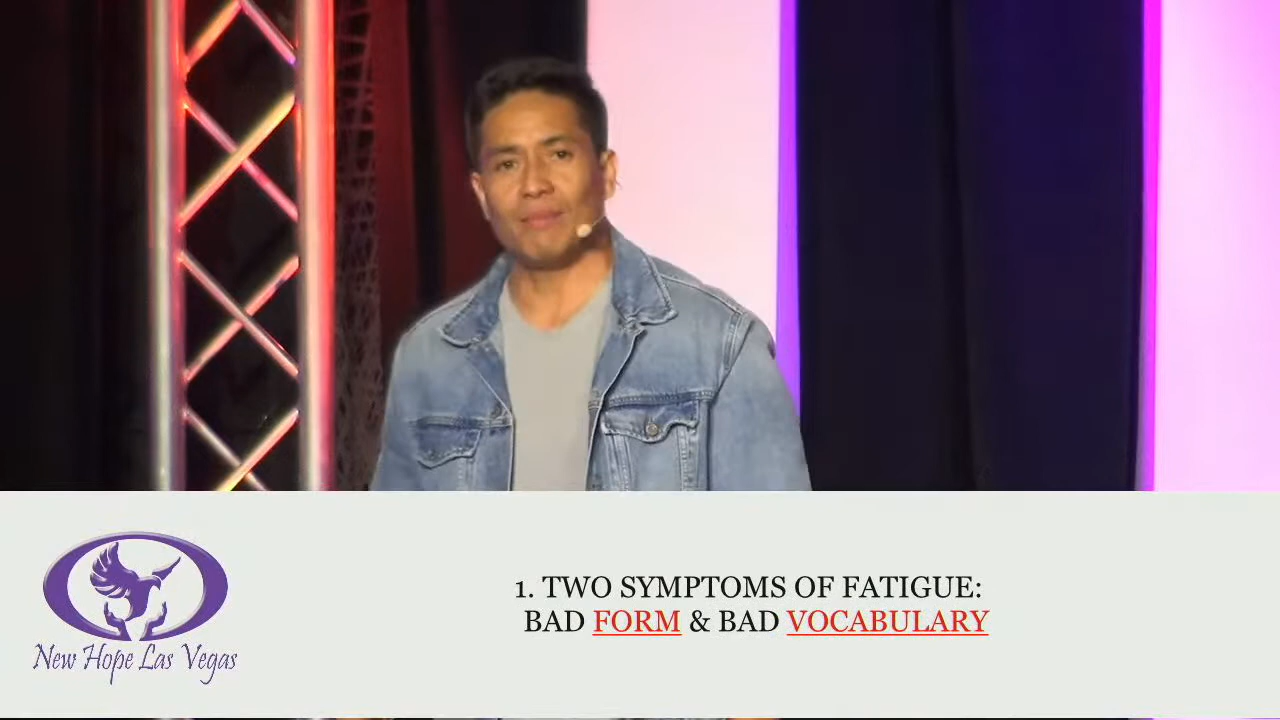 1. TWO SYMPTOMS OF FATIGUE:
BAD FORM & BAD VOCABULARY
New Hope Las Vegas